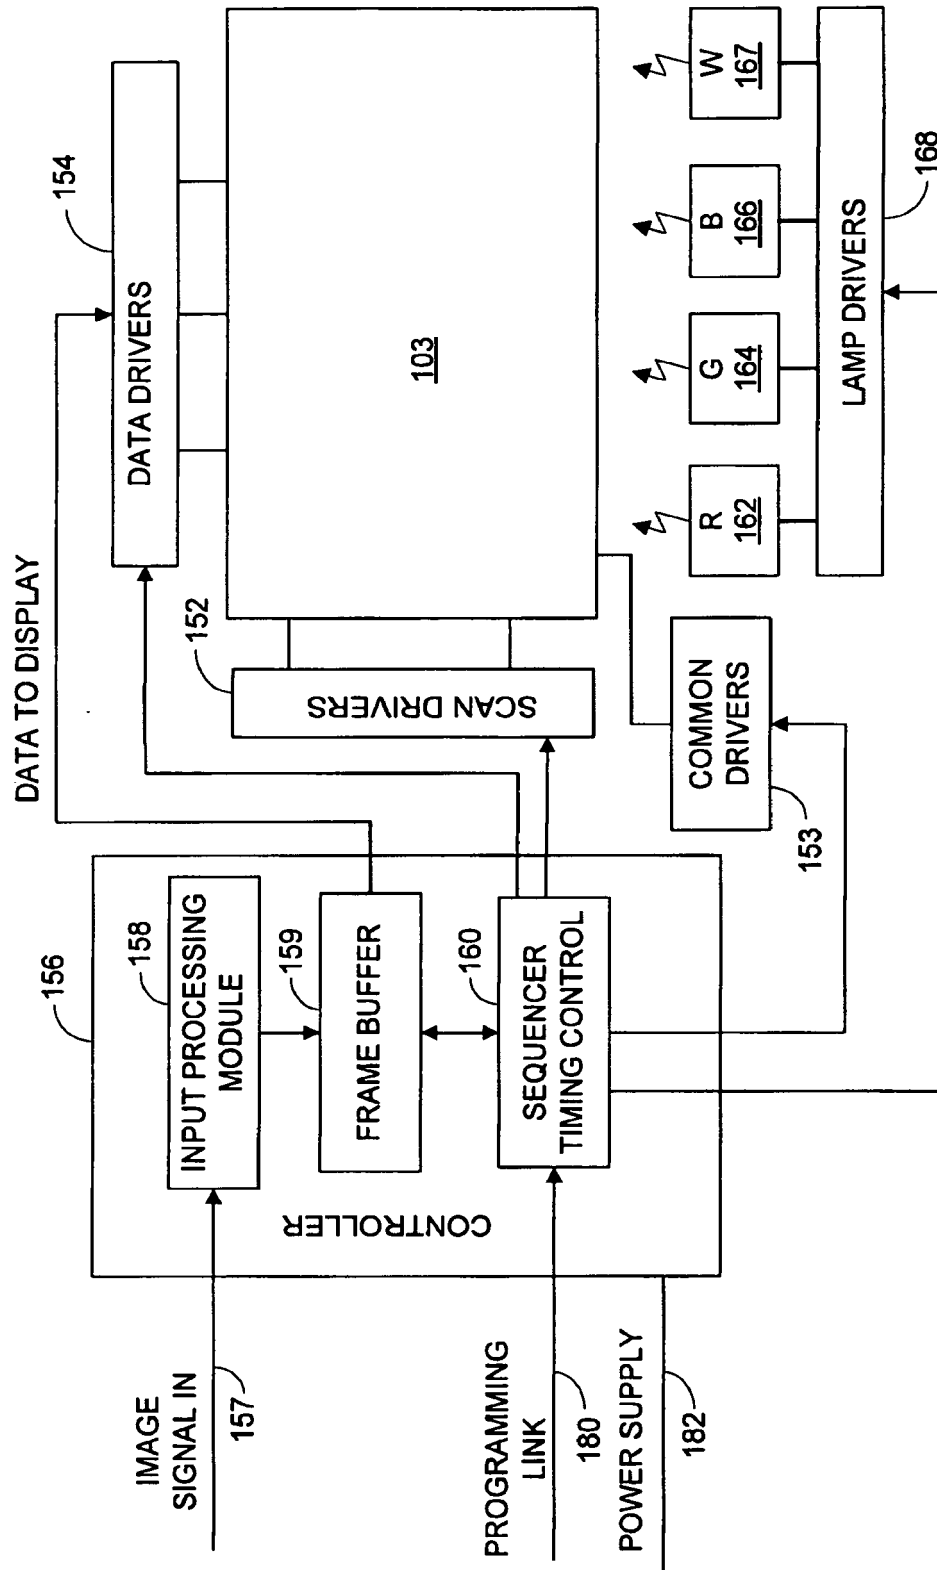 DATA TO DISPLAY
154
DATA DRIVERS
156
158
INPUT PROCESSING
MODULE
159
FRAME BUFFER
160
SEQUENCER
TIMING CONTROL
CONTROLLER
IMAGE
SIGNAL IN
157
PROGRAMMING
LINK
180
POWER SUPPLY
182
152
SCAN DRIVERS
103
COMMON
DRIVERS
153
R
162
G
164
B
166
W
167
LAMP DRIVERS
168